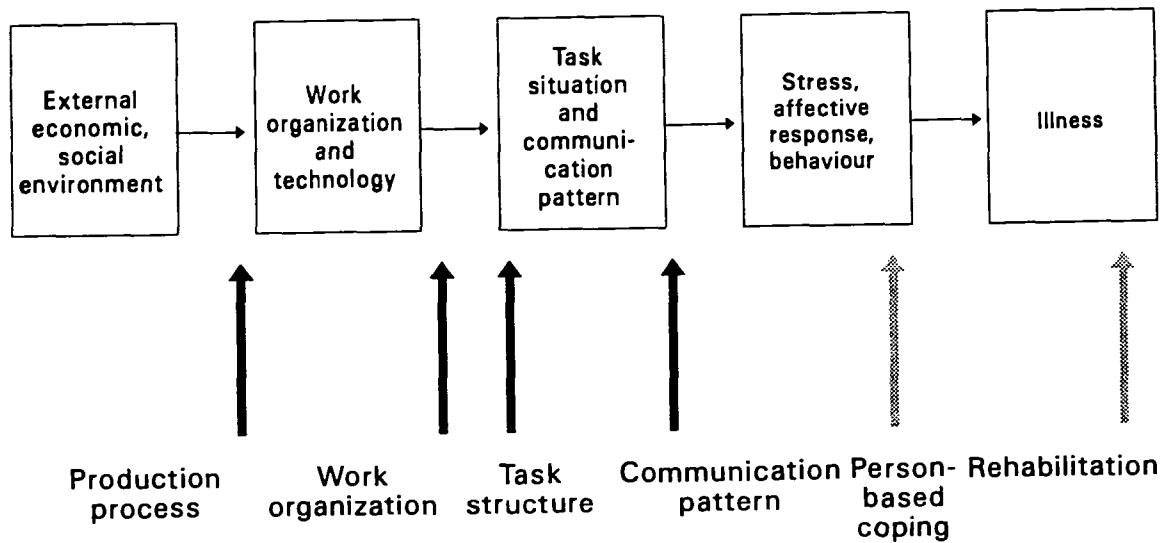 External
economic,
social
environment
Work
organization
and
technology
Task
situation
and
communi-
cation
pattern
Stress,
affective
response,
behaviour
Illness
Production
process
Work
organization
Task
structure
Communication
pattern
Person-
based
coping
Rehabilitation